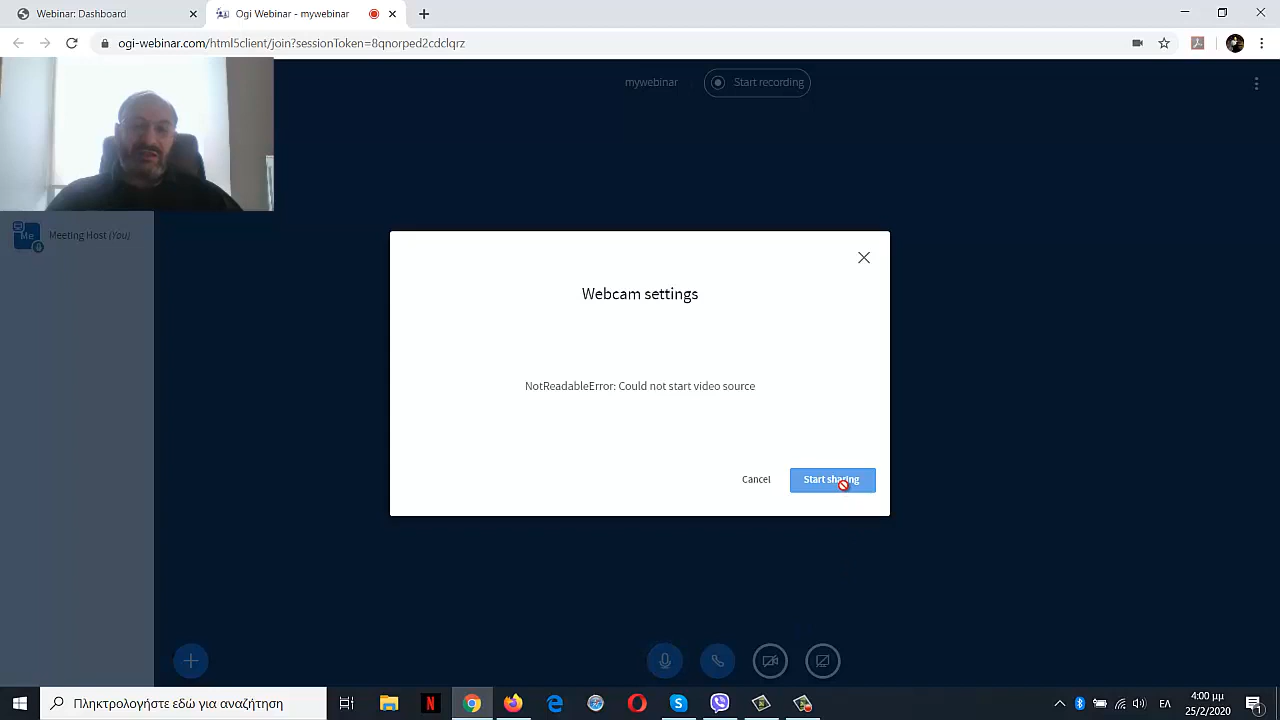 Webinar: Dashboard
Ogi Webinar - mywebinar
ogi-webinar.com/html5client/join?sessionToken=8qnorped2cdclqrz
mywebinar
Start recording
Me
Meeting Host (You)
Webcam settings
NotReadableError: Could not start video source
Cancel
Start sharing
Πληκτρολογήστε εδώ για αναζήτηση
ΕΛ
4:00 μμ
25/2/2020